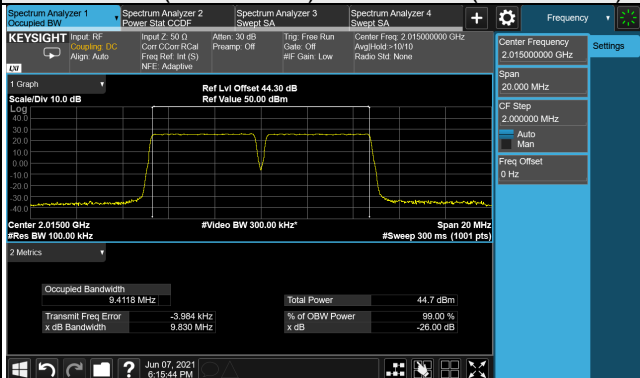 Spectrum Analyzer 1
Occupied BW
Spectrum Analyzer 2
Power Stat CCDF
Spectrum Analyzer 3
Swept SA
Spectrum Analyzer 4
Swept SA
+
Frequency
KEYSIGHT
Input: RF
Coupling: DC
Align: Auto
Input Z: 50 Ω
Corr CCorr RCal
Freq Ref: Int (S)
NFE: Adaptive
Atten: 30 dB
Preamp: Off
Trig: Free Run
Gate: Off
#IF Gain: Low
Center Freq: 2.015000000 GHz
Avg|Hold:>10/10
Radio Std: None
LXI
Center Frequency
2.015000000 GHz
Settings
Span
20.000 MHz
CF Step
2.000000 MHz
Auto
Man
Freq Offset
0 Hz
1 Graph
Scale/Div 10.0 dB
Ref Lvl Offset 44.30 dB
Ref Value 50.00 dBm
Log
40.0
30.0
20.0
10.0
0.00
-10.0
-20.0
-30.0
-40.0
Center 2.01500 GHz
#Res BW 100.00 kHz
#Video BW 300.00 kHz*
Span 20 MHz
#Sweep 300 ms (1001 pts)
2 Metrics
Occupied Bandwidth
9.4118 MHz
Total Power 44.7 dBm
Transmit Freq Error -3.984 kHz
% of OBW Power 99.00 %
x dB Bandwidth 9.830 MHz
x dB -26.00 dB
?
Jun 07, 2021
6:15:44 PM